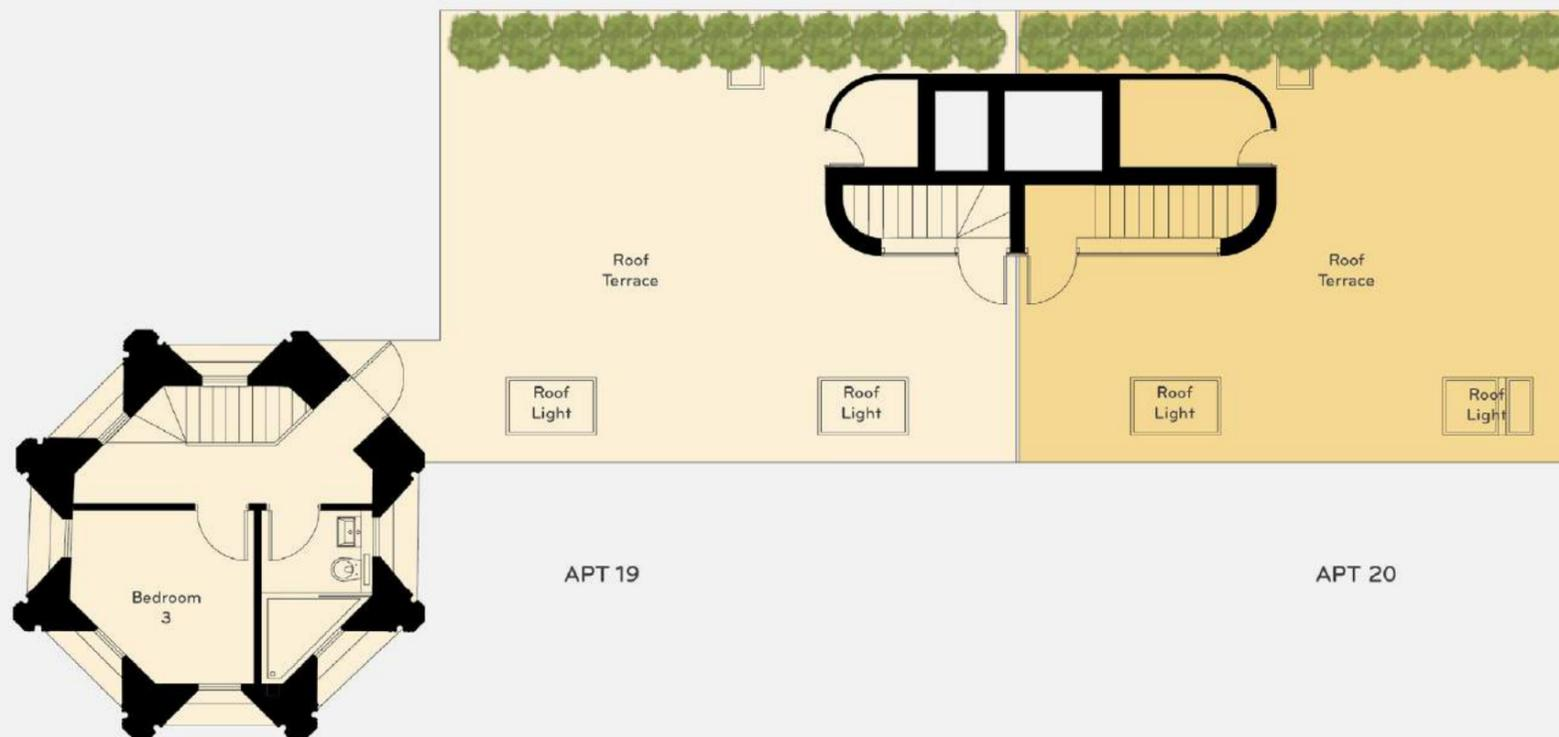 Roof
Terrace
Roof
Terrace
Roof
Light
Roof
Light
Roof
Light
Roof
Light
APT 19
APT 20
Bedroom
3